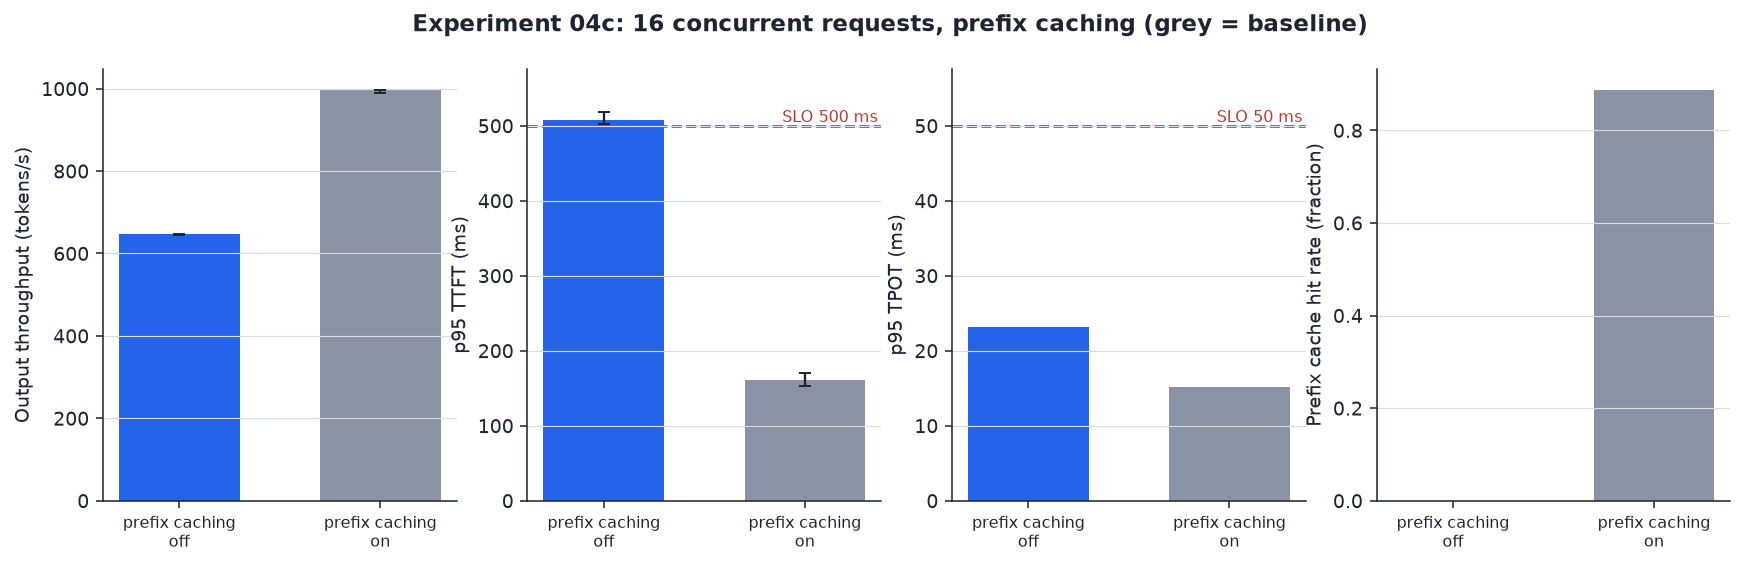 Experiment 04c: 16 concurrent requests, prefix caching (grey = baseline)
Output throughput (tokens/s)
1000
800
600
400
200
0
prefix caching
off
prefix caching
on
p95 TTFT (ms)
500
400
300
200
100
0
SLO 500 ms
prefix caching
off
prefix caching
on
p95 TPOT (ms)
50
40
30
20
10
0
SLO 50 ms
prefix caching
off
prefix caching
on
Prefix cache hit rate (fraction)
0.8
0.6
0.4
0.2
0.0
prefix caching
off
prefix caching
on